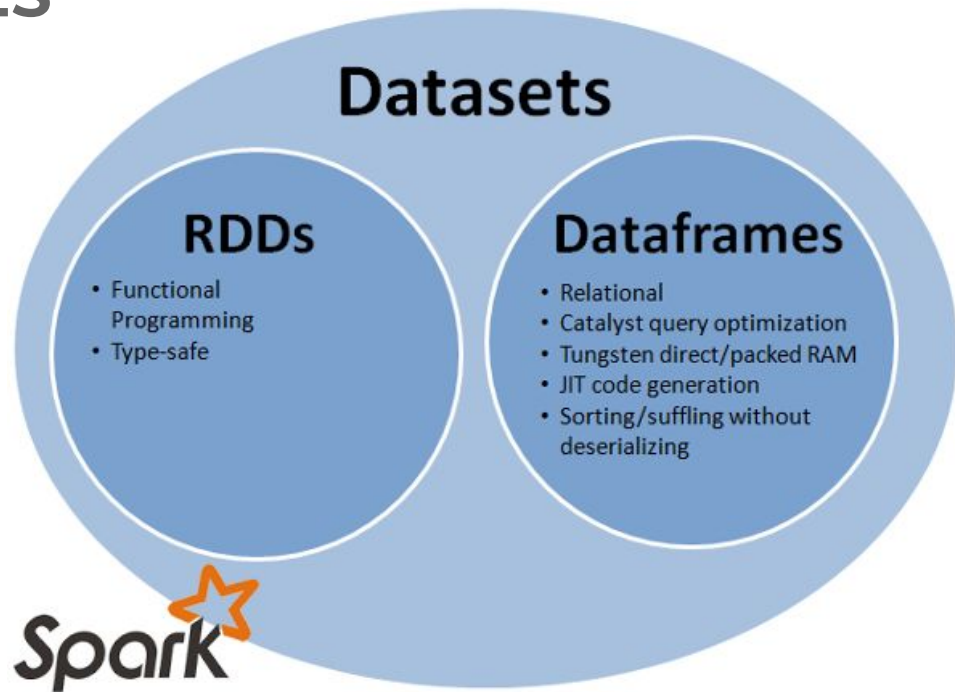 Datasets
RDDs
• Functional
Programming
• Type-safe
Dataframes
• Relational
• Catalyst query optimization
• Tungsten direct/packed RAM
• JIT code generation
• Sorting/suffling without
deserializing
Spark